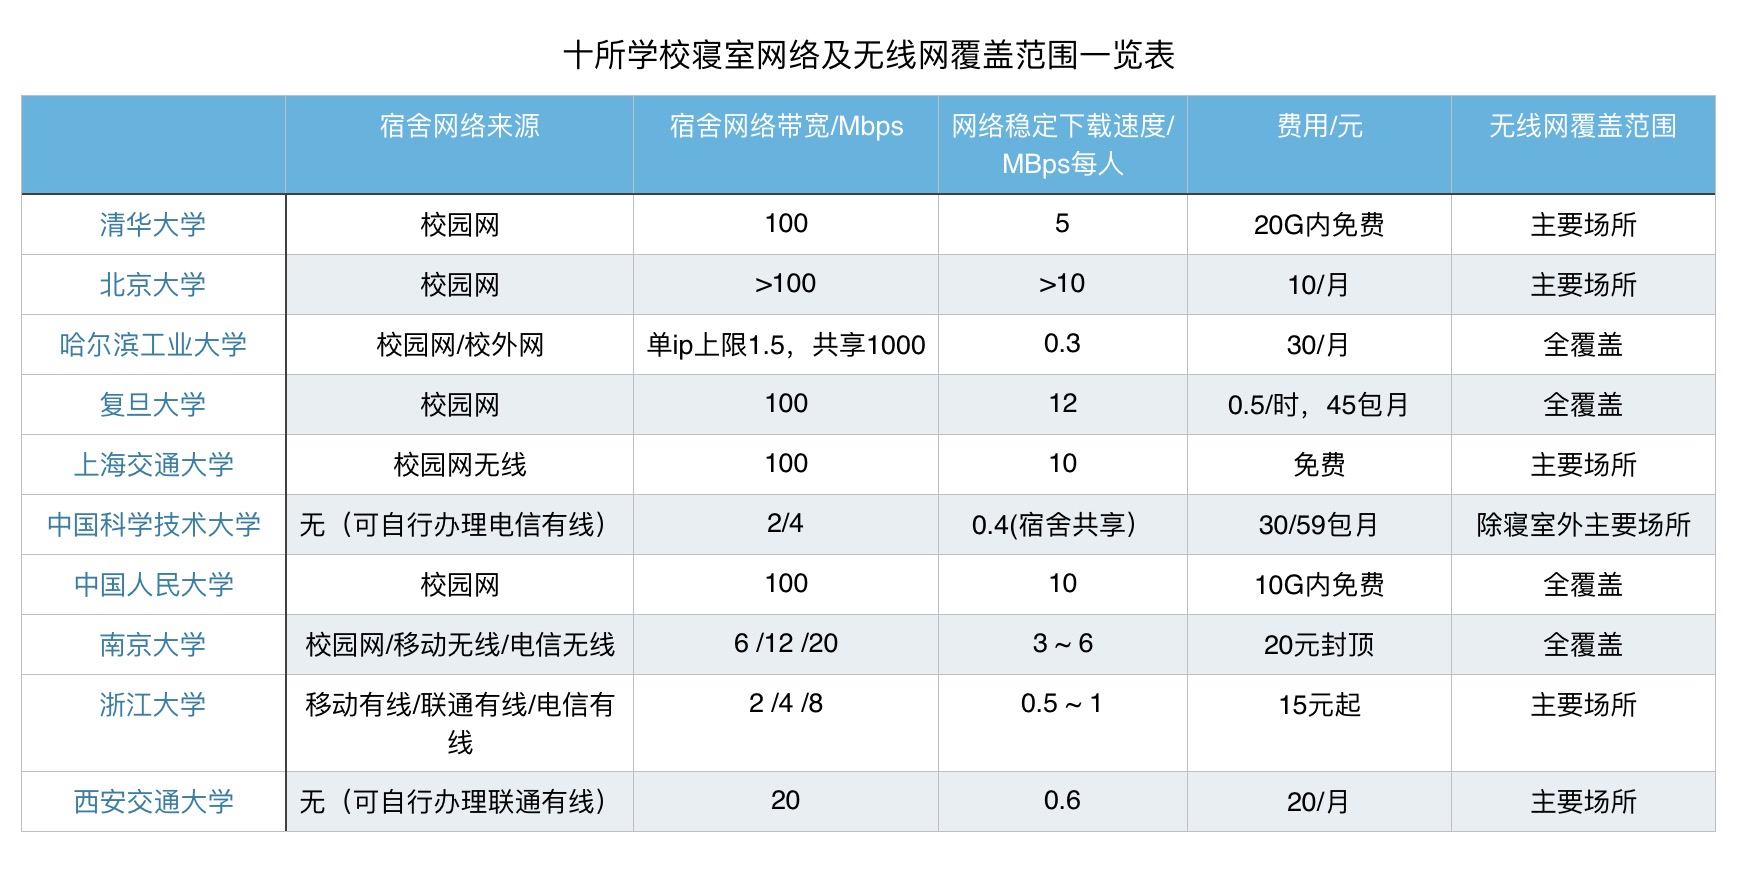 十所学校寝室网络及无线网覆盖范围一览表
宿舍网络来源 宿舍网络带宽/Mbps 网络稳定下载速度/ 费用/元 无线网覆盖范围
MBps每人
清华大学 校园网 100 5 20G内免费 主要场所
北京大学 校园网 >100 >10 10/月 主要场所
哈尔滨工业大学 校园网/校外网 单ip上限1.5，共享1000 0.3 30/月 全覆盖
复旦大学 校园网 100 12 0.5/时，45包月 全覆盖
上海交通大学 校园网无线 100 10 免费 主要场所
中国科学技术大学 无（可自行办理电信有线） 2/4 0.4(宿舍共享） 30/59包月 除寝室外主要场所
中国人民大学 校园网 100 10 10G内免费 全覆盖
南京大学 校园网/移动无线/电信无线 6 /12 /20 3 ~ 6 20元封顶 全覆盖
浙江大学 移动有线/联通有线/电信有 2 /4 /8 0.5 ~ 1 15元起 主要场所
线
西安交通大学 无（可自行办理联通有线） 20 0.6 20/月 主要场所